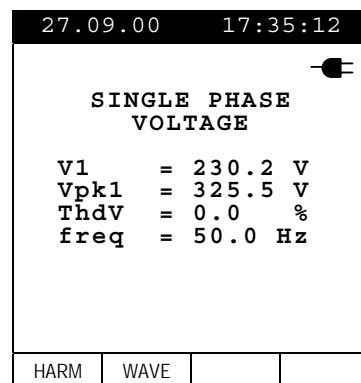 27.09.00 17:35:12
SINGLE PHASE
VOLTAGE
V1 = 230.2 V
Vpk1 = 325.5 V
ThdV = 0.0 %
freq = 50.0 Hz
HARM WAVE